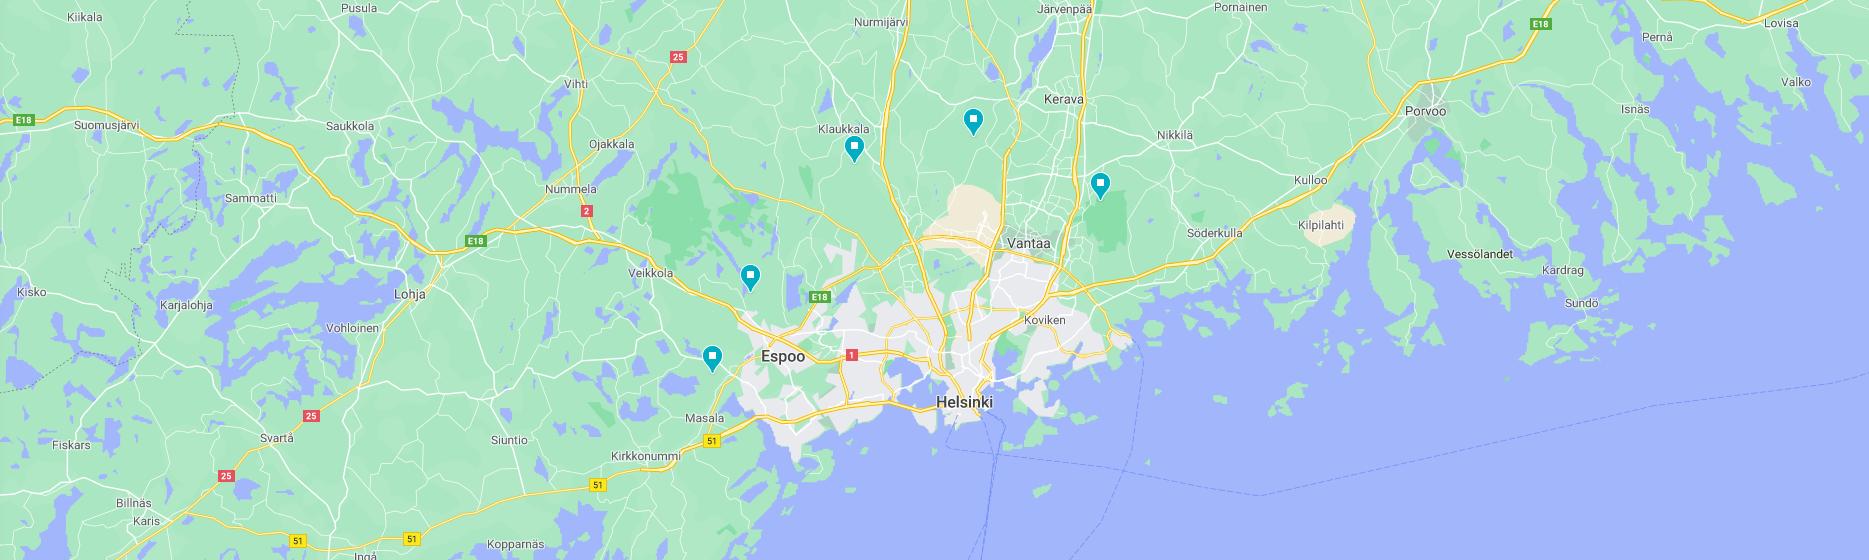 Kiikala
Pusula
Nurmijärvi
Järvenpää
Pornainen
E18
Lovisa
Pernå
25
Vihti
Valko
Kerava
Isnäs
Porvoo
E18
Suomusjärvi
Saukkola
Klaukkala
Nikkilä
Ojakkala
Nummela
Kulloo
Sammatti
2
Kilpilahti
Söderkulla
E18
Vantaa
Vessölandet
Veikkola
Kardrag
Kisko
Lohja
E18
Karjalohja
Sundö
Vohloinen
Koviken
Espoo
1
Helsinki
25
Masala
Svartå
Siuntio
51
Fiskars
Kirkkonummi
25
51
Billnäs
Karis
51
51
Kopparnäs
Ingå